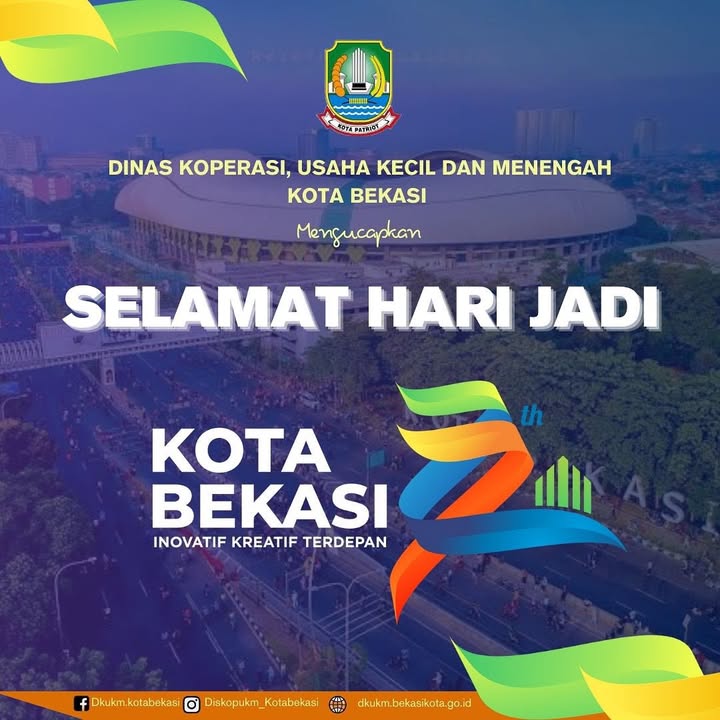 KOTA PATRIOT
DINAS KOPERASI, USAHA KECIL DAN MENENGAH
KOTA BEKASI
Mengucapkan
SELAMAT HARI JADI
th
KOTA
BEKASI
INOVATIF KREATIF TERDEPAN
BEKASI
Dkukm.kotabekasi Diskopukm_Kotabekasi dkukm.bekasikota.go.id